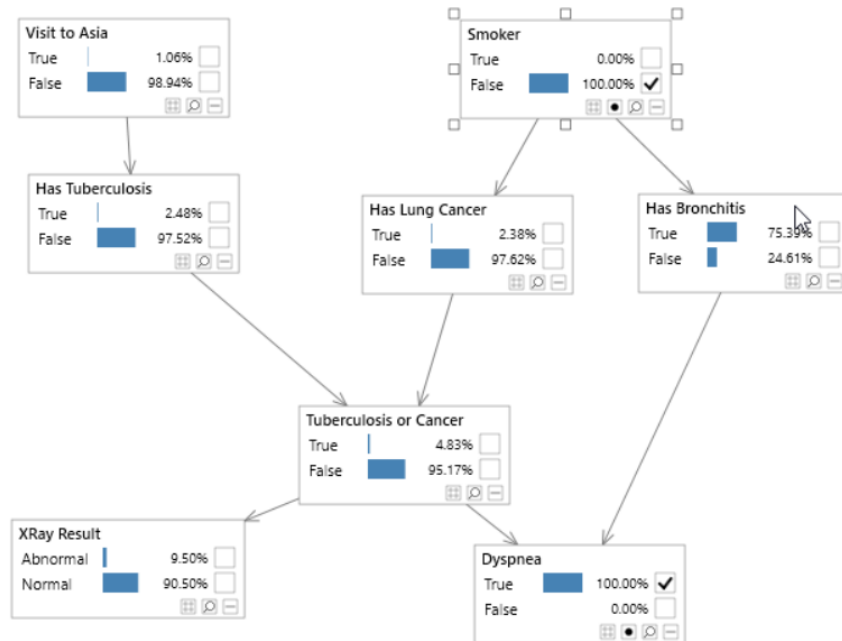 Visit to Asia
True 1.06%
False 98.94%
Smoker
True 0.00%
False 100.00%
Has Tuberculosis
True 2.48%
False 97.52%
Has Lung Cancer
True 2.38%
False 97.62%
Has Bronchitis
True 75.39%
False 24.61%
Tuberculosis or Cancer
True 4.83%
False 95.17%
XRay Result
Abnormal 9.50%
Normal 90.50%
Dyspnea
True 100.00%
False 0.00%